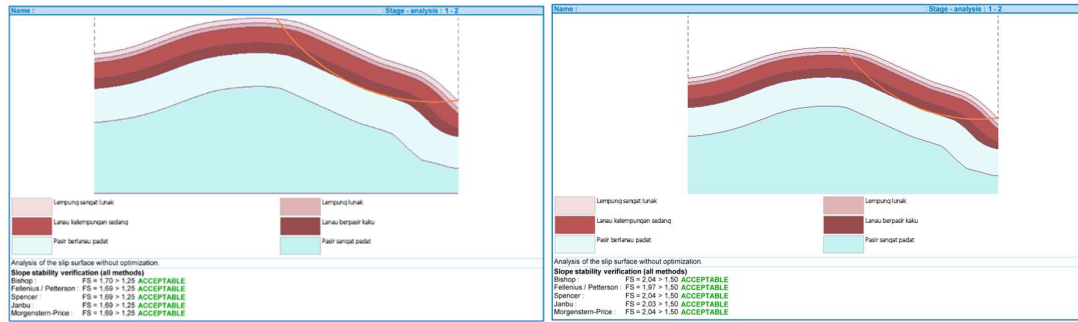 Name :
Stage - analysis : 1 - 2
Lempung sangat lunak
Lempung lunak
Lanau kelempungan sedang
Lanau berpasir kaku
Pasir berlanau padat
Pasir sangat padat
Analysis of the slip surface without optimization.
Slope stability verification (all methods)
Bishop : FS = 1,70 > 1,25 ACCEPTABLE
Fellenius / Petterson : FS = 1,69 > 1,25 ACCEPTABLE
Spencer : FS = 1,69 > 1,25 ACCEPTABLE
Janbu : FS = 1,69 > 1,25 ACCEPTABLE
Morgenstern-Price : FS = 1,69 > 1,25 ACCEPTABLE
Name :
Stage - analysis : 1 - 2
Lempung sangat lunak
Lempung lunak
Lanau kelempungan sedang
Lanau berpasir kaku
Pasir berlanau padat
Pasir sangat padat
Analysis of the slip surface without optimization.
Slope stability verification (all methods)
Bishop : FS = 2,04 > 1,50 ACCEPTABLE
Fellenius / Petterson : FS = 1,97 > 1,50 ACCEPTABLE
Spencer : FS = 2,04 > 1,50 ACCEPTABLE
Janbu : FS = 2,03 > 1,50 ACCEPTABLE
Morgenstern-Price : FS = 2,04 > 1,50 ACCEPTABLE